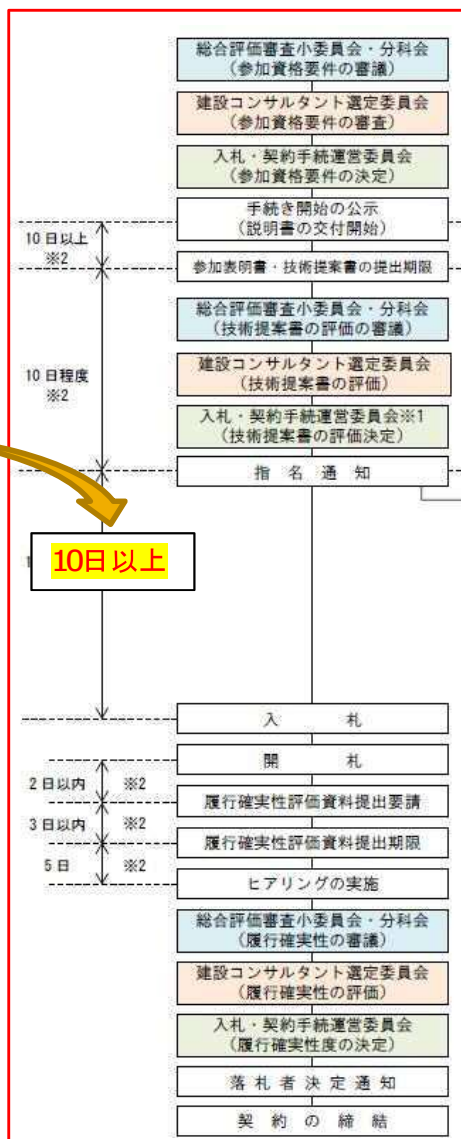 総合評価審査小委員会・分科会
(参加資格要件の審議)
建設コンサルタント選定委員会
(参加資格要件の審査)
入札・契約手続運営委員会
(参加資格要件の決定)
手続き開始の公示
(説明書の交付開始)
10日以上
※2
参加表明書・技術提案書の提出期限
総合評価審査小委員会・分科会
(技術提案書の評価の審議)
建設コンサルタント選定委員会
(技術提案書の評価)
10日程度
※2
入札・契約手続運営委員会※1
(技術提案書の評価決定)
指名通知
10日以上
入札
開札
2日以内 ※2
履行確実性評価資料提出要請
3日以内 ※2
履行確実性評価資料提出期限
5日 ※2
ヒアリングの実施
総合評価審査小委員会・分科会
(履行確実性の審議)
建設コンサルタント選定委員会
(履行確実性の評価)
入札・契約手続運営委員会
(履行確実性度の決定)
落札者決定通知
契約の締結